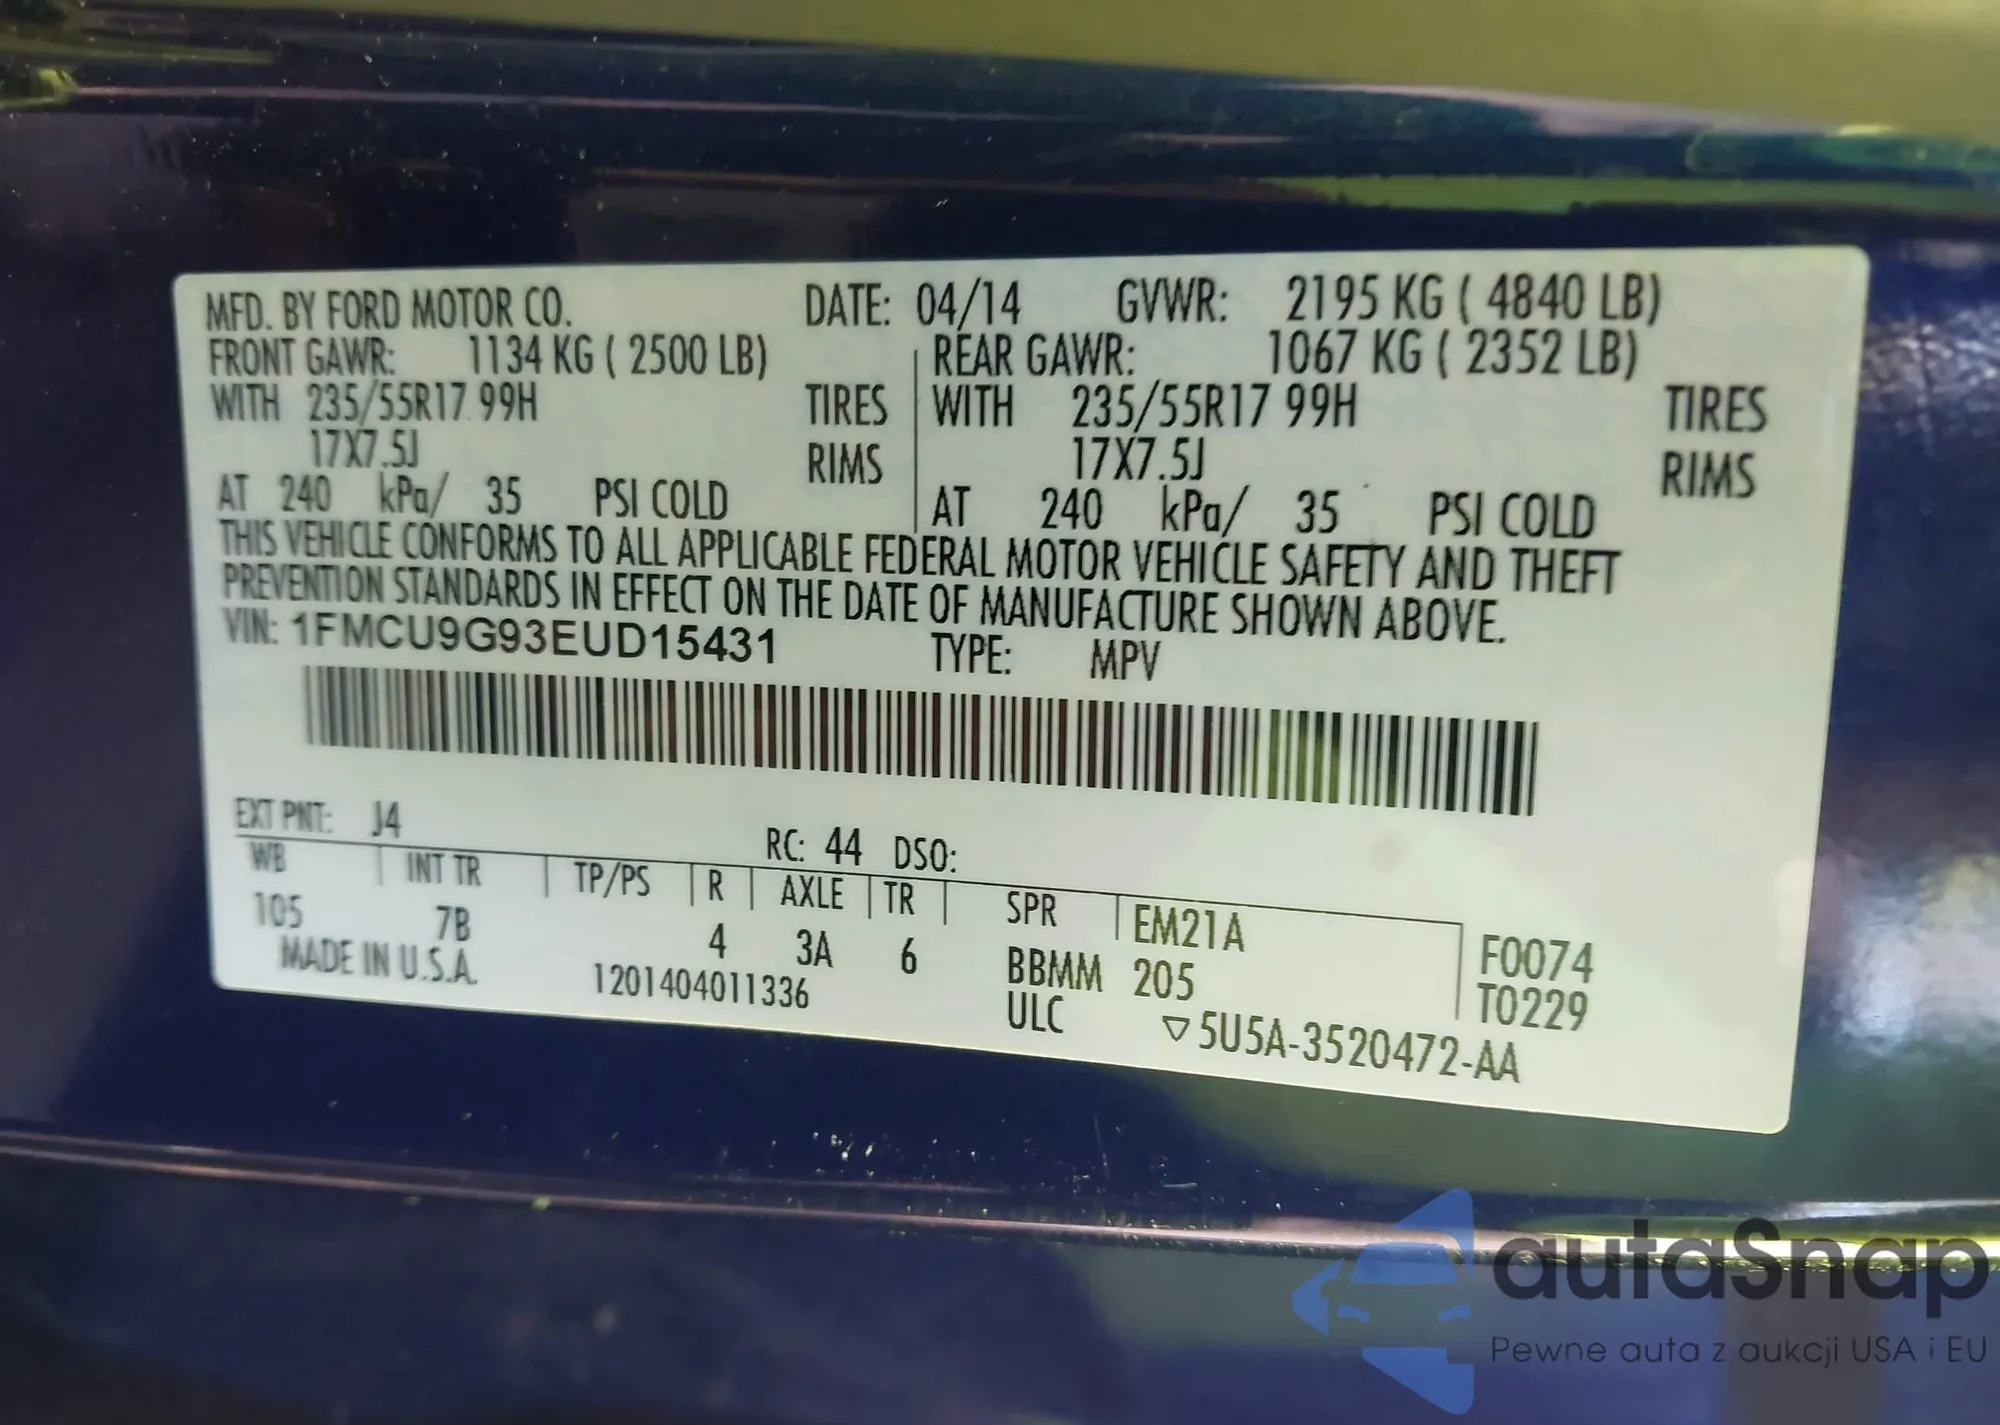 MFD. BY FORD MOTOR CO. DATE: 04/14 GVWR: 2195 KG ( 4840 LB)
FRONT GAWR: 1134 KG ( 2500 LB) REAR GAWR: 1067 KG ( 2352 LB)
WITH 235/55R17 99H TIRES WITH 235/55R17 99H TIRES
17X7.5J RIMS 17X7.5J RIMS
AT 240 kPa/ 35 PSI COLD AT 240 kPa/ 35 PSI COLD
THIS VEHICLE CONFORMS TO ALL APPLICABLE FEDERAL MOTOR VEHICLE SAFETY AND THEFT
PREVENTION STANDARDS IN EFFECT ON THE DATE OF MANUFACTURE SHOWN ABOVE.
VIN: 1FMCU9G93EUD15431 TYPE: MPV
EXT PNT: J4 RC: 44 DSO:
WB INT TR TP/PS R AXLE TR SPR EM21A F0074
105 7B 4 3A 6 BBMM 205 T0229
MADE IN U.S.A. 1201404011336 ULC ▽5U5A-3520472-AA
autaSnap
Pewne auta z aukcji USA i EU